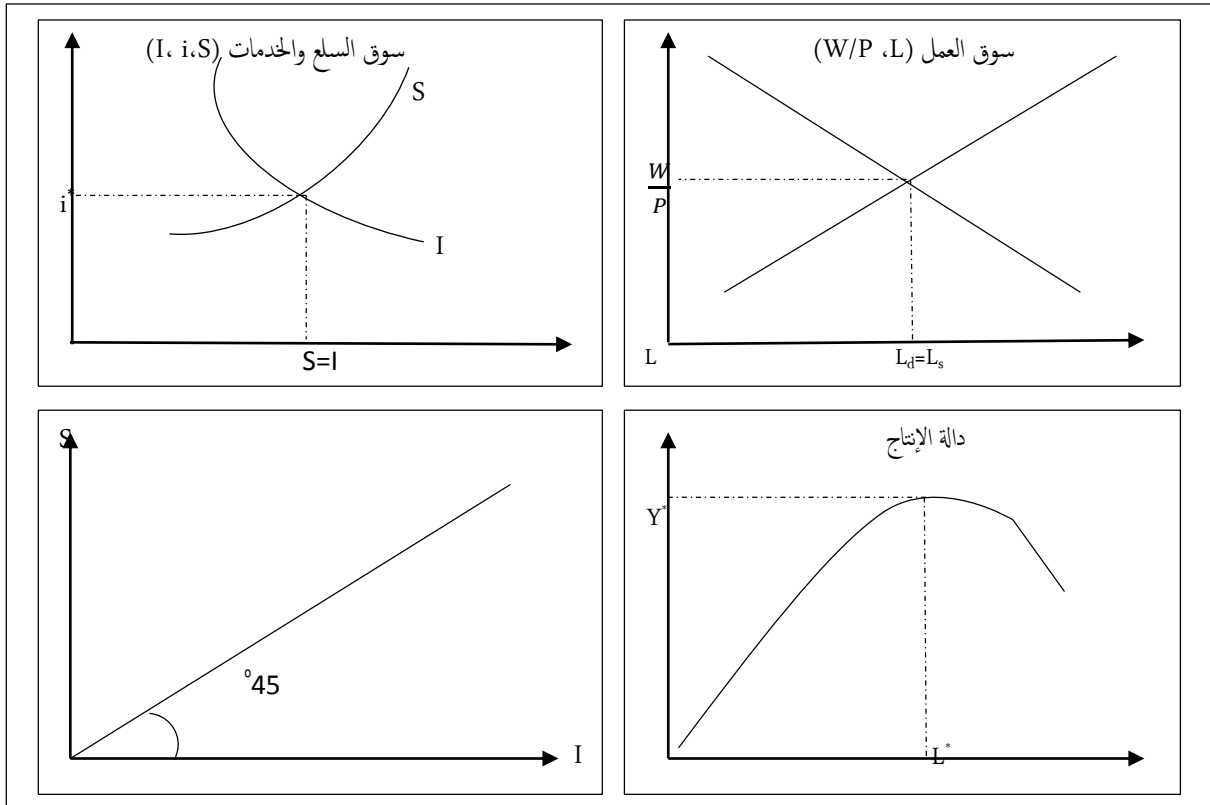 سوق السلع والخدمات (I، i،S)
S
i*
I
S=I
سوق العمل (W/P ،L)
W
P
L
Ld=Ls
S
°45
I
دالة الإنتاج
Y*
L*